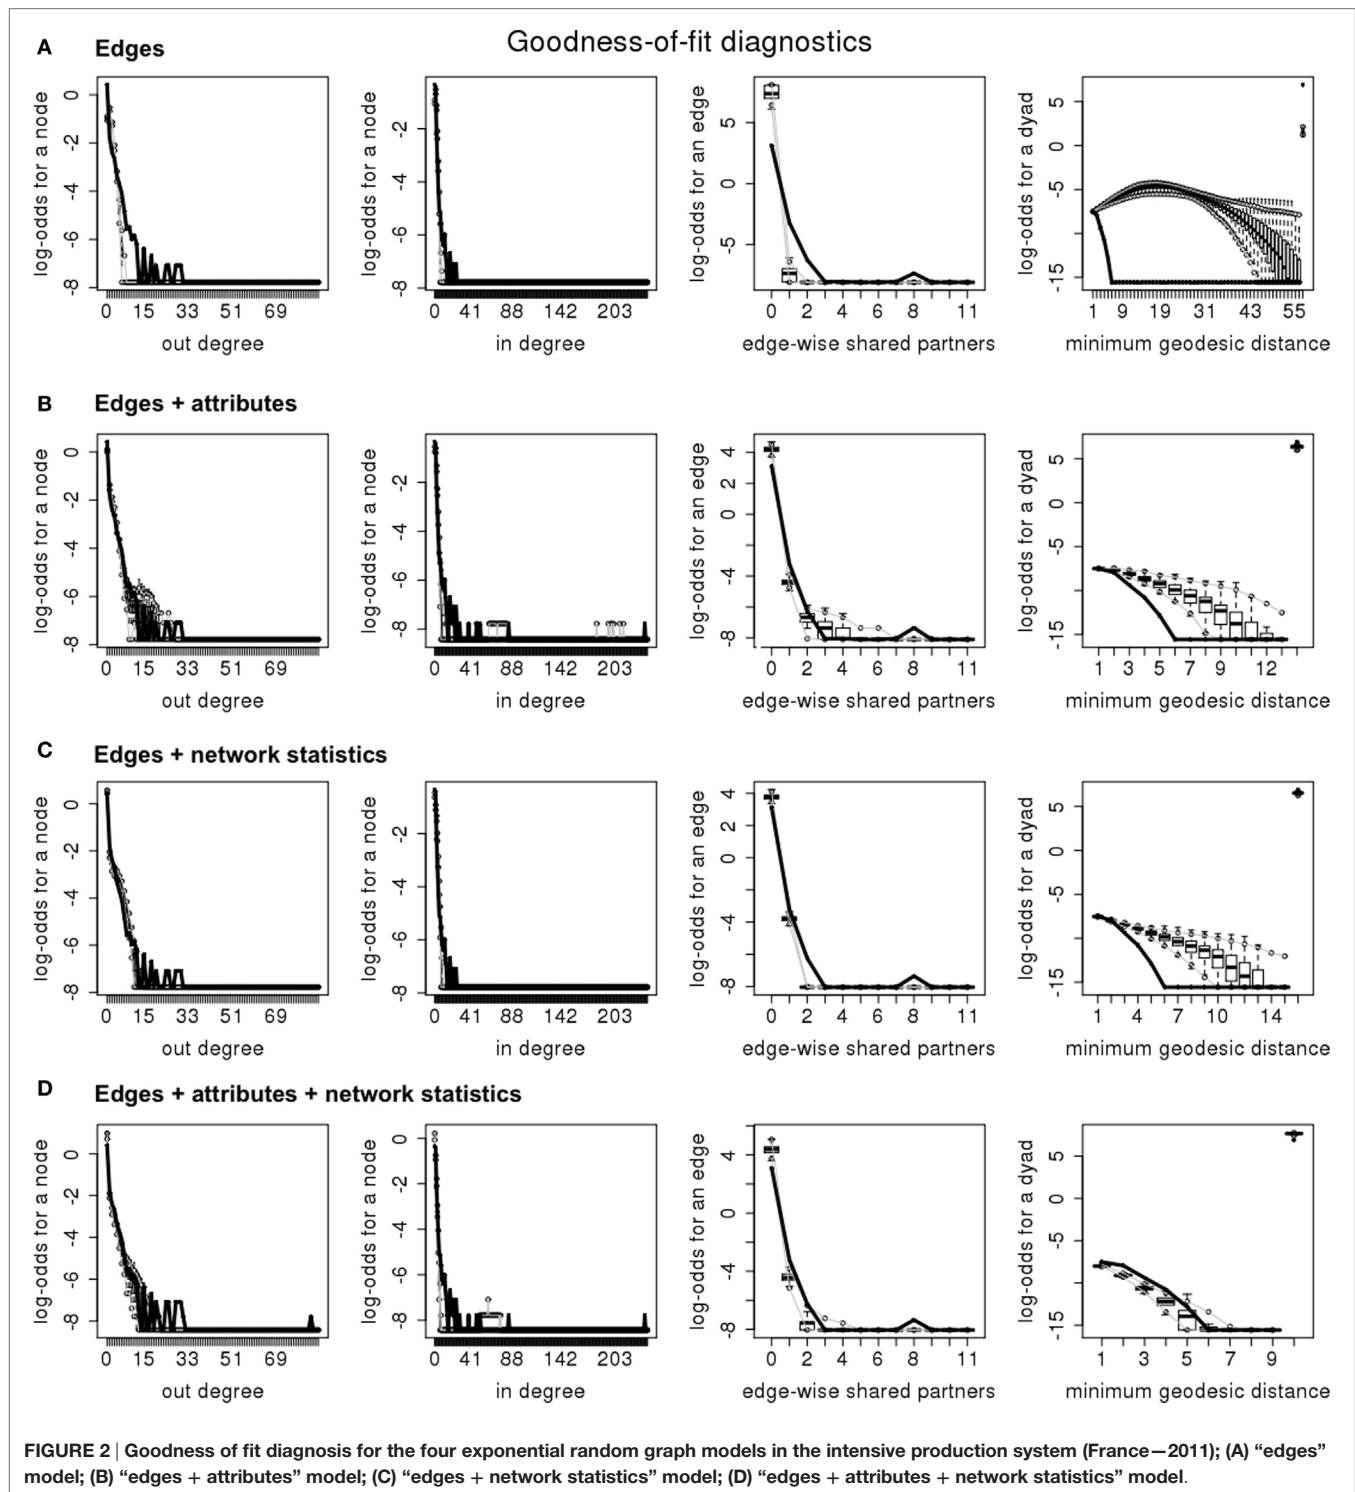 Goodness-of-fit diagnostics
A Edges
log-odds for a node
0 -2 -4 -6 -8
0 15 33 51 69
out degree
log-odds for a node
-2 -4 -6 -8
0 41 88 142 203
in degree
log-odds for an edge
5 0 -5
0 2 4 6 8 11
edge-wise shared partners
log-odds for a dyad
5 0 -5 -15
1 9 19 31 43 55
minimum geodesic distance
B Edges + attributes
log-odds for a node
0 -2 -4 -6 -8
0 15 33 51 69
out degree
log-odds for a node
-2 -4 -6 -8
0 41 88 142 203
in degree
log-odds for an edge
4 2 0 -4 -8
0 2 4 6 8 11
edge-wise shared partners
log-odds for a dyad
5 0 -5 -15
1 3 5 7 9 12
minimum geodesic distance
C Edges + network statistics
log-odds for a node
0 -2 -4 -6 -8
0 15 33 51 69
out degree
log-odds for a node
-2 -4 -6 -8
0 41 88 142 203
in degree
log-odds for an edge
4 2 0 -4 -8
0 2 4 6 8 11
edge-wise shared partners
log-odds for a dyad
5 0 -5 -15
1 4 7 10 14
minimum geodesic distance
D Edges + attributes + network statistics
log-odds for a node
0 -2 -4 -6 -8
0 15 33 51 69
out degree
log-odds for a node
0 -2 -4 -6 -8
0 41 88 142 203
in degree
log-odds for an edge
4 0 -4 -8
0 2 4 6 8 11
edge-wise shared partners
log-odds for a dyad
5 0 -5 -15
1 3 5 7 9
minimum geodesic distance
FIGURE 2 | Goodness of fit diagnosis for the four exponential random graph models in the intensive production system (France—2011); (A) “edges”
model; (B) “edges + attributes” model; (C) “edges + network statistics” model; (D) “edges + attributes + network statistics” model.